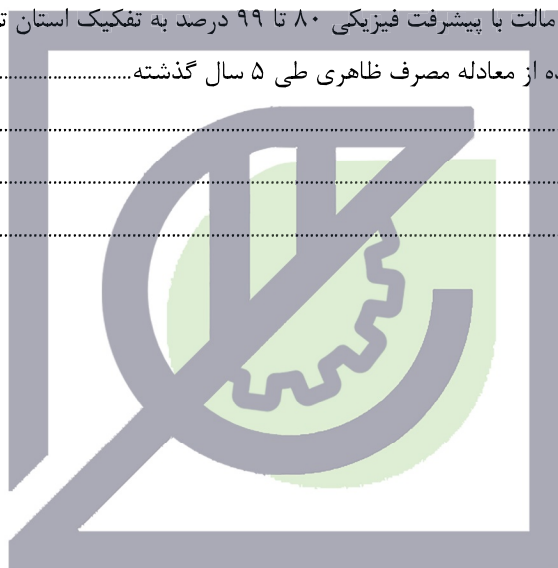 مالت با پیشرفت فیزیکی ۸۰ تا ۹۹ درصد به تفکیک استان
از معادله مصرف ظاهری طی ۵ سال گذشته........................